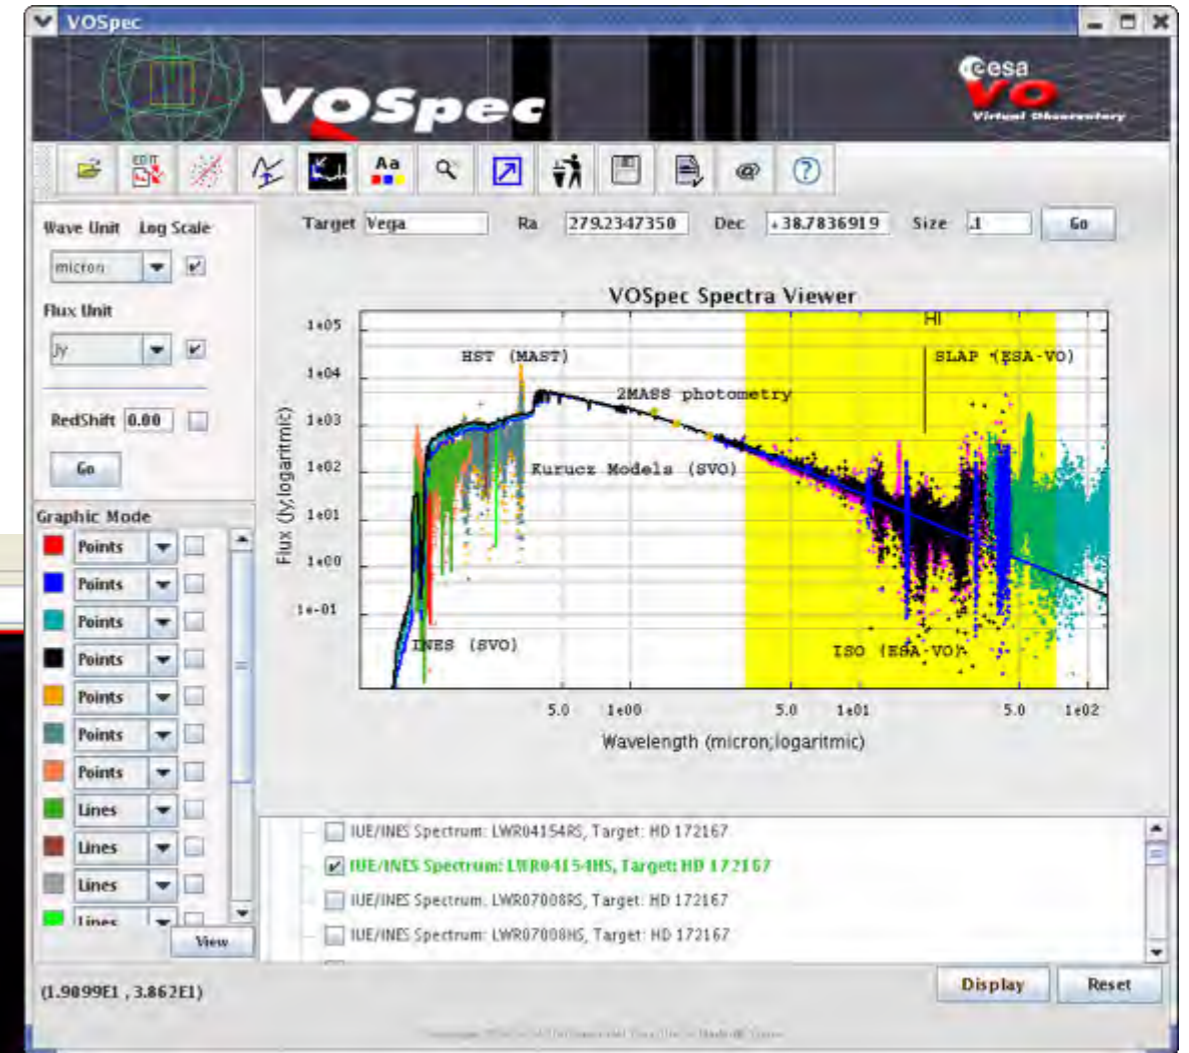 VOSpec
VOSpec
esa
VO
Virtual Observatory
EDIT
Aa
@
?
Wave Unit Log Scale
Target Vega Ra 279.2347350 Dec +38.7836919 Size .1 Go
micron
Flux Unit
Jy
RedShift 0.00
Go
VOSpec Spectra Viewer
HI
1e+05
HST (MAST) SLAP (ESA-VO)
1e04
2MASS photometry
1e03
Kurucz Models (SVO)
1e02
1e01
1e00
1e-01
INES (SVO) ISO (ESA-VO)
Flux (Jy,logaritmic)
5.0 1e00 5.0 1e01 5.0 1e02
Wavelength (micron;logaritmic)
Graphic Mode
Points
Points
Points
Points
Points
Points
Points
Lines
Lines
Lines
Lines
View
IUE/INES Spectrum: LWR04154RS, Target: HD 172167
IUE/INES Spectrum: LWR04154HS, Target: HD 172167
IUE/INES Spectrum: LWR07008RS, Target: HD 172167
IUE/INES Spectrum: LWR07008HS, Target: HD 172167
(1.9099E1 , 3.862E1)
Display Reset